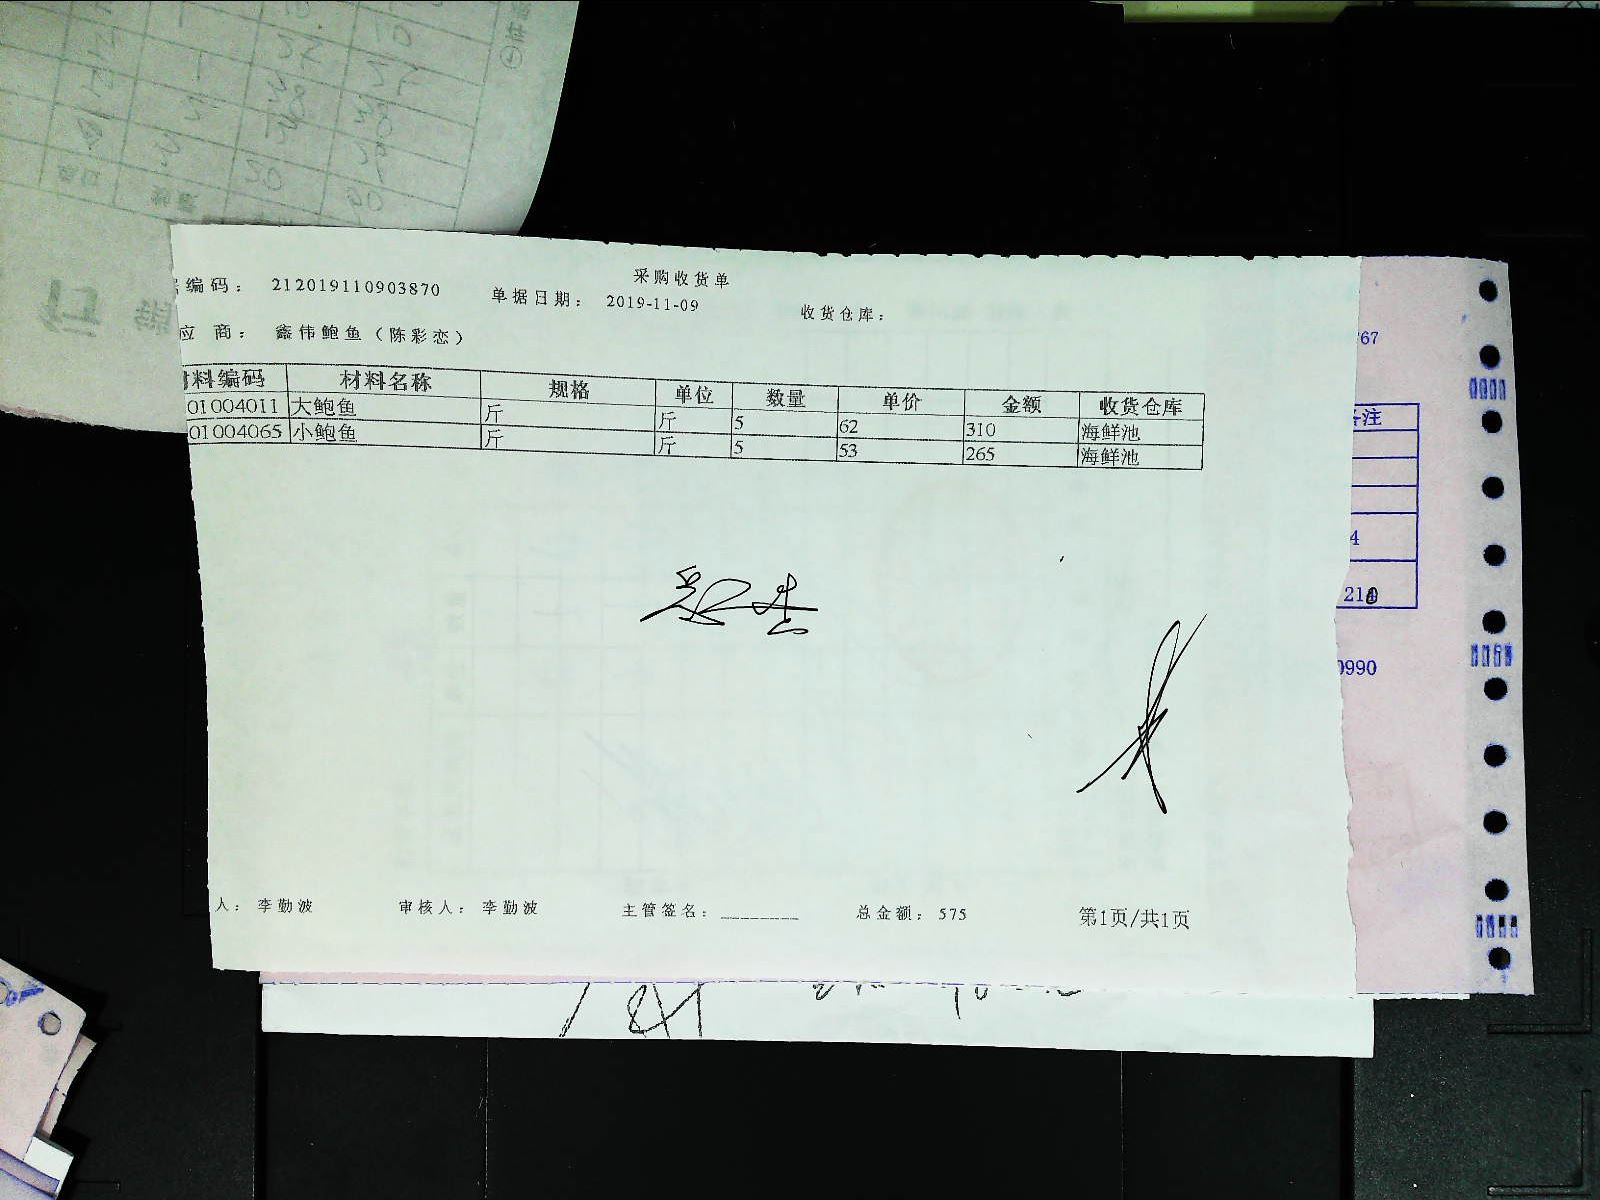 采购收货单
编码： 212019110903870 单据日期： 2019-11-09 收货仓库：
应 商： 鑫伟鲍鱼（陈彩恋）
料编码 材料名称 规格 单位 数量 单价 金额 收货仓库
01004011 大鲍鱼 斤 斤 5 62 310 海鲜池
01004065 小鲍鱼 斤 斤 5 53 265 海鲜池
人： 李勤波 审核人： 李勤波 主管签名：________ 总金额： 575 第1页/共1页
767
注
4
0990